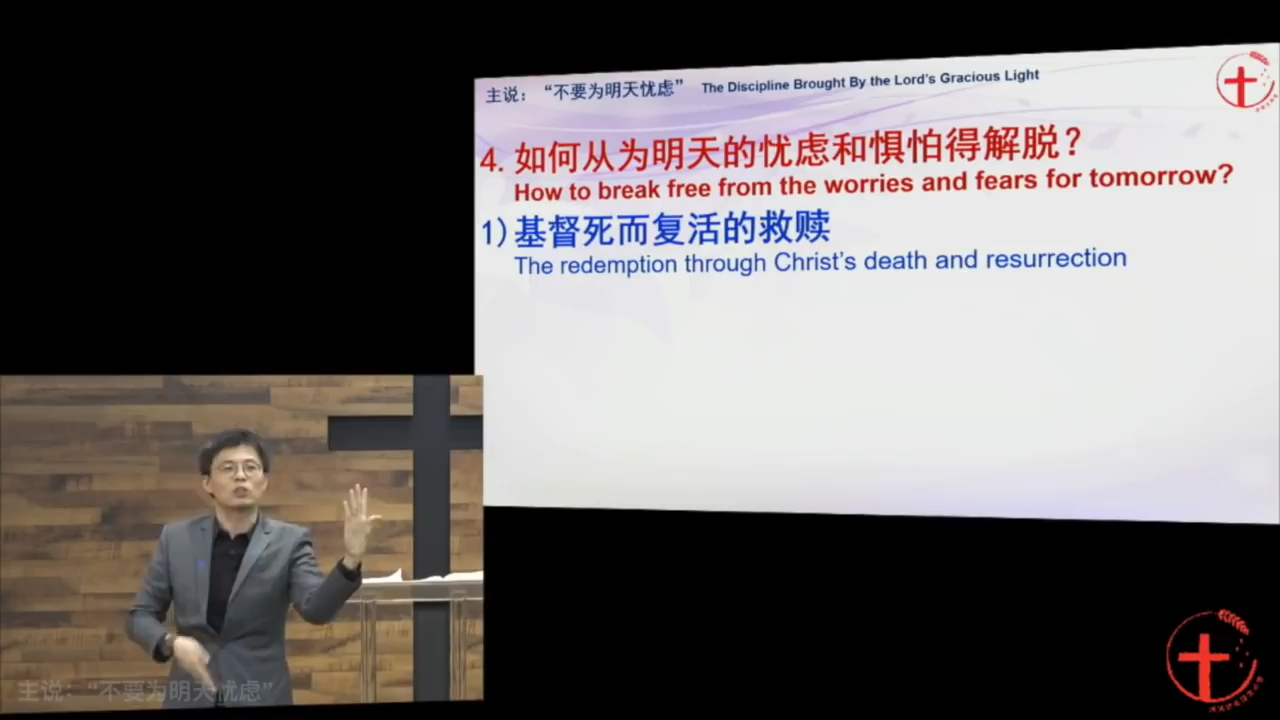 主说：“不要为明天忧虑” The Discipline Brought By the Lord's Gracious Light
4. 如何从为明天的忧虑和惧怕得解脱？
How to break free from the worries and fears for tomorrow?
1) 基督死而复活的救赎
The redemption through Christ's death and resurrection
主说：“不要为明天忧虑”